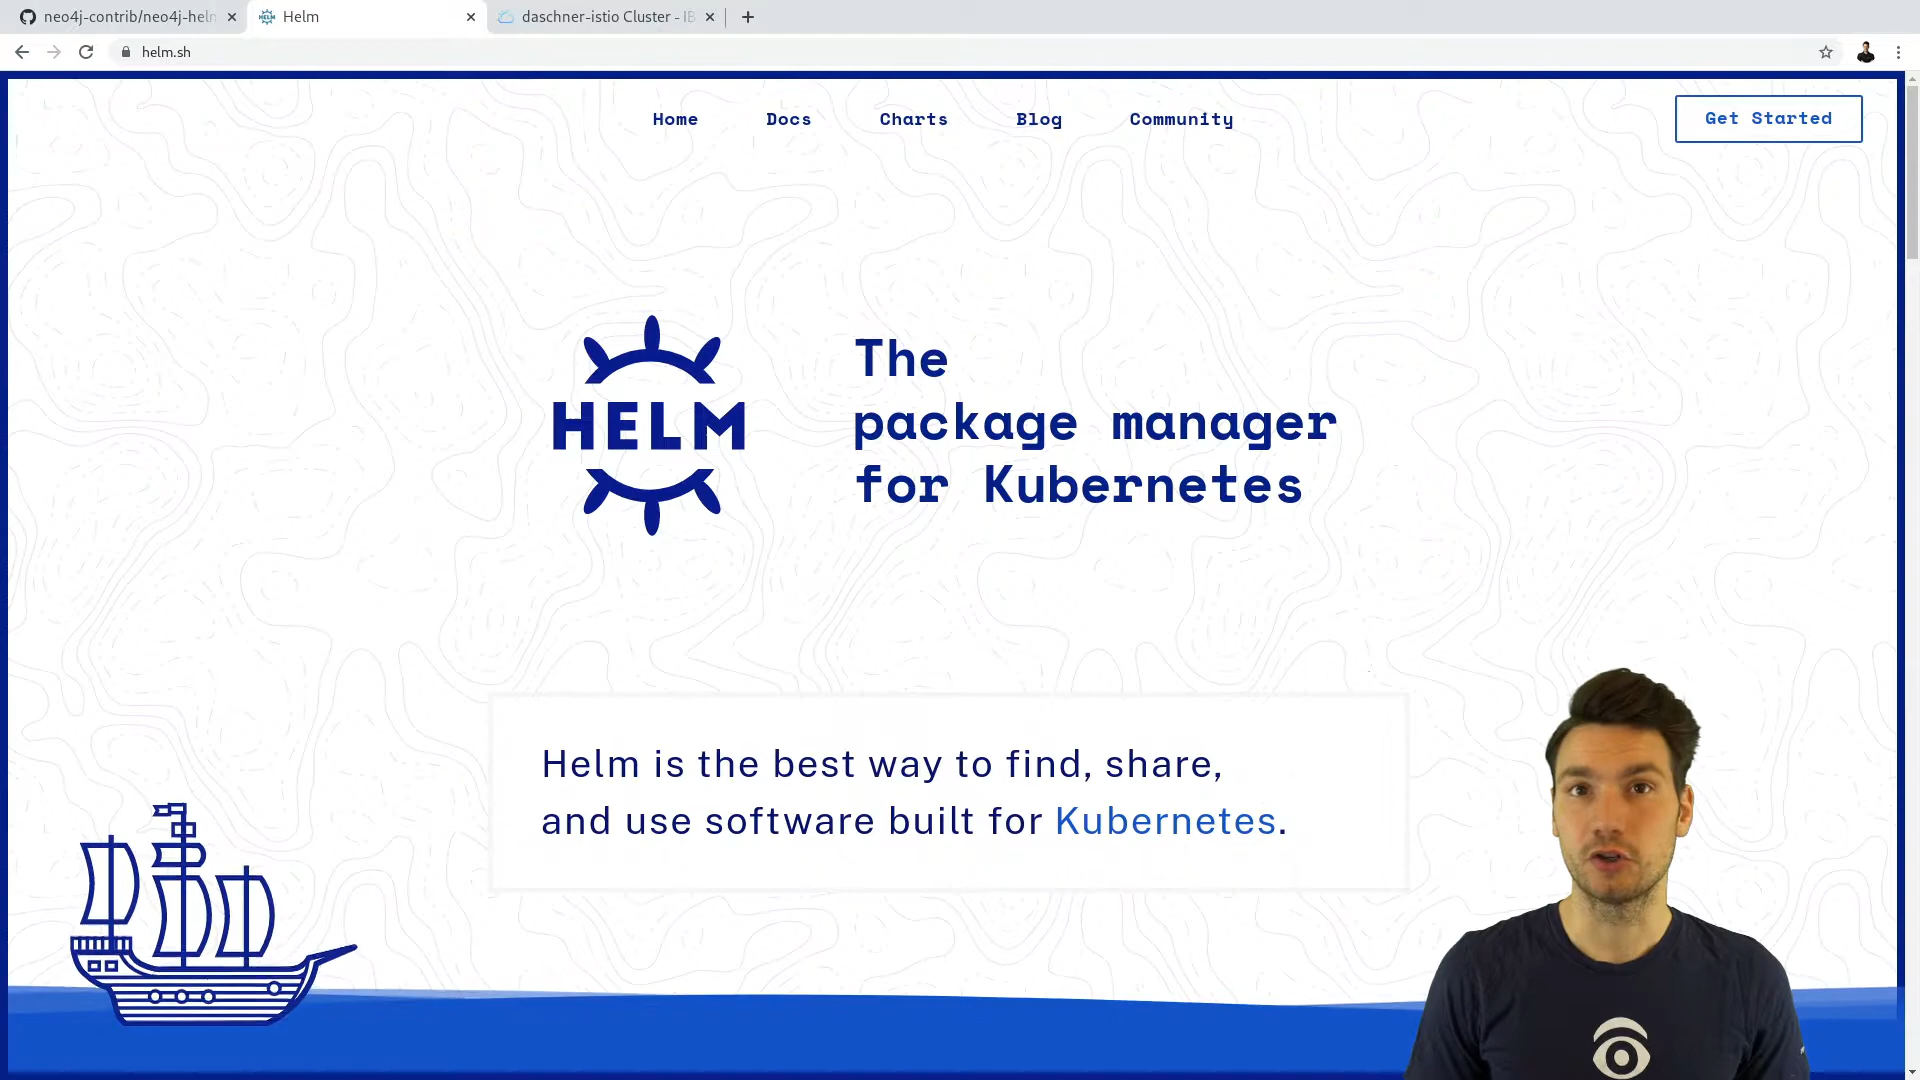 neo4j-contrib/neo4j-helm
Helm
daschner-istio Cluster - IB
helm.sh
Home
Docs
Charts
Blog
Community
Get Started
HELM
The
package manager
for Kubernetes
Helm is the best way to find, share,
and use software built for Kubernetes.